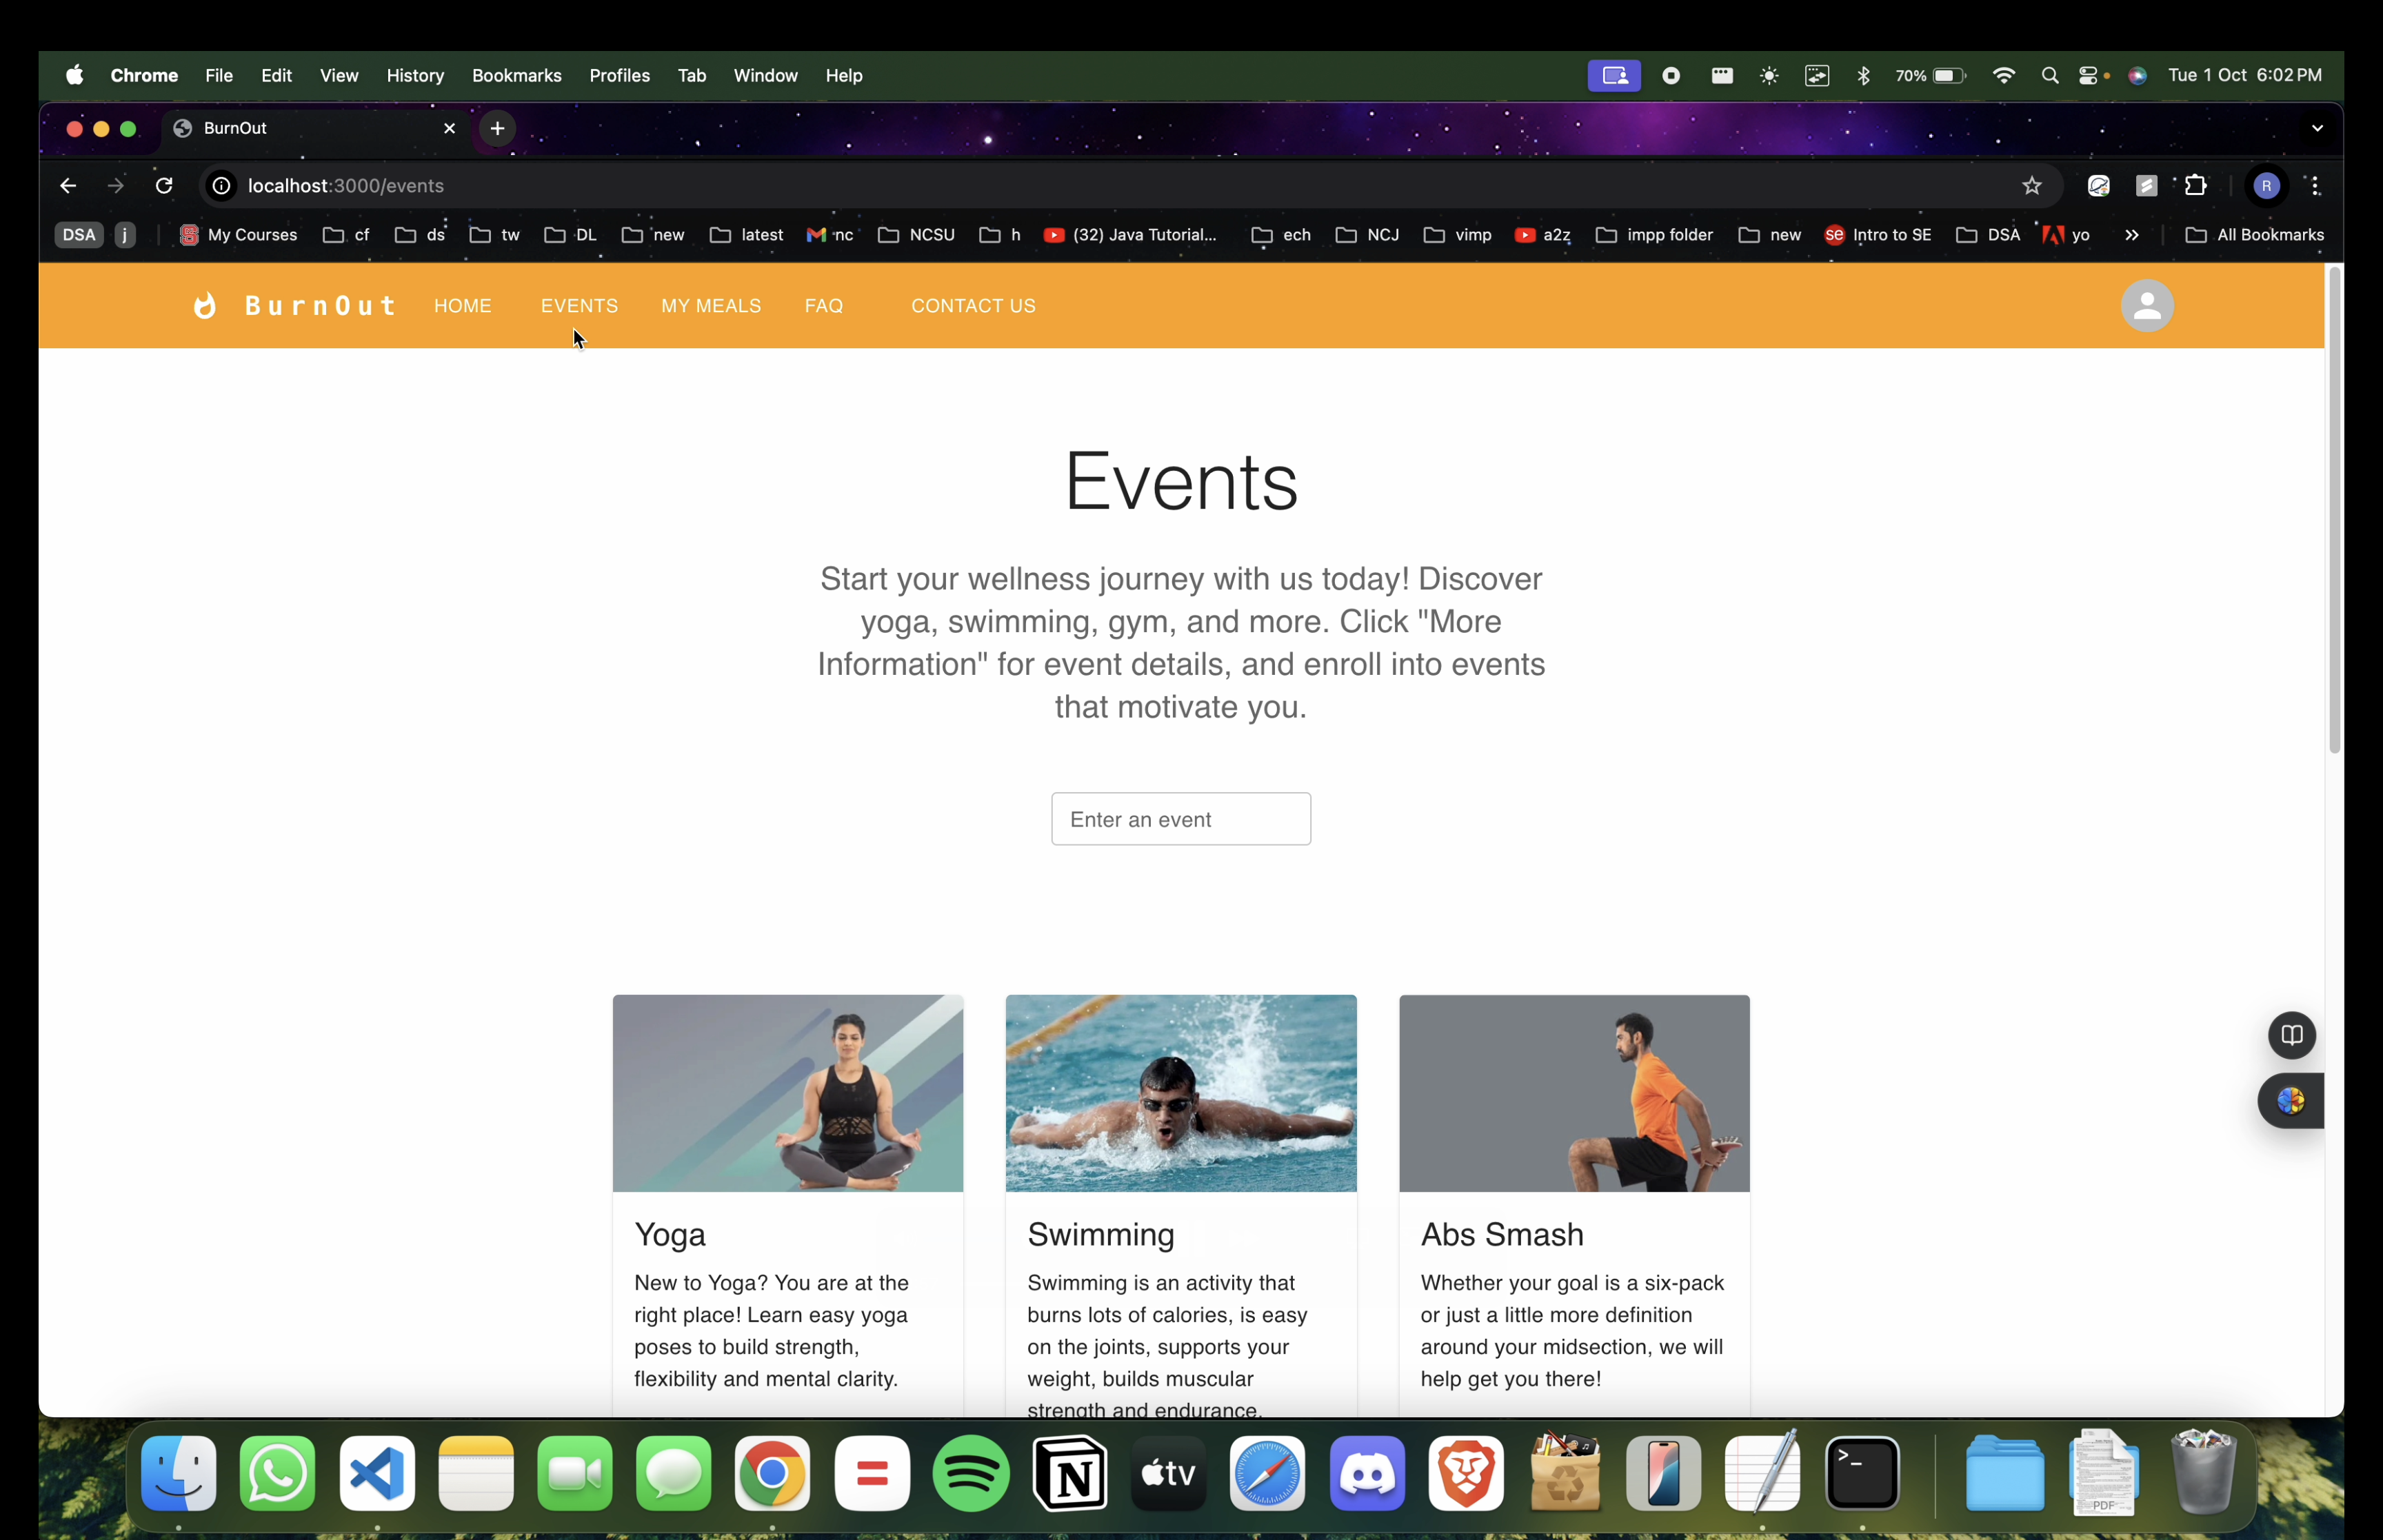 Chrome File Edit View History Bookmarks Profiles Tab Window Help 70% Tue 1 Oct 6:02 PM
BurnOut
localhost:3000/events R
DSA j My Courses cf ds tw DL new latest nc NCSU h (32) Java Tutorial... ech NCJ vimp a2z impp folder new se Intro to SE DSA yo » All Bookmarks
BurnOut HOME EVENTS MY MEALS FAQ CONTACT US
Events
Start your wellness journey with us today! Discover
yoga, swimming, gym, and more. Click "More
Information" for event details, and enroll into events
that motivate you.
Enter an event
Yoga
New to Yoga? You are at the
right place! Learn easy yoga
poses to build strength,
flexibility and mental clarity.
Swimming
Swimming is an activity that
burns lots of calories, is easy
on the joints, supports your
weight, builds muscular
strength and endurance.
Abs Smash
Whether your goal is a six-pack
or just a little more definition
around your midsection, we will
help get you there!
N tv >_ PDF